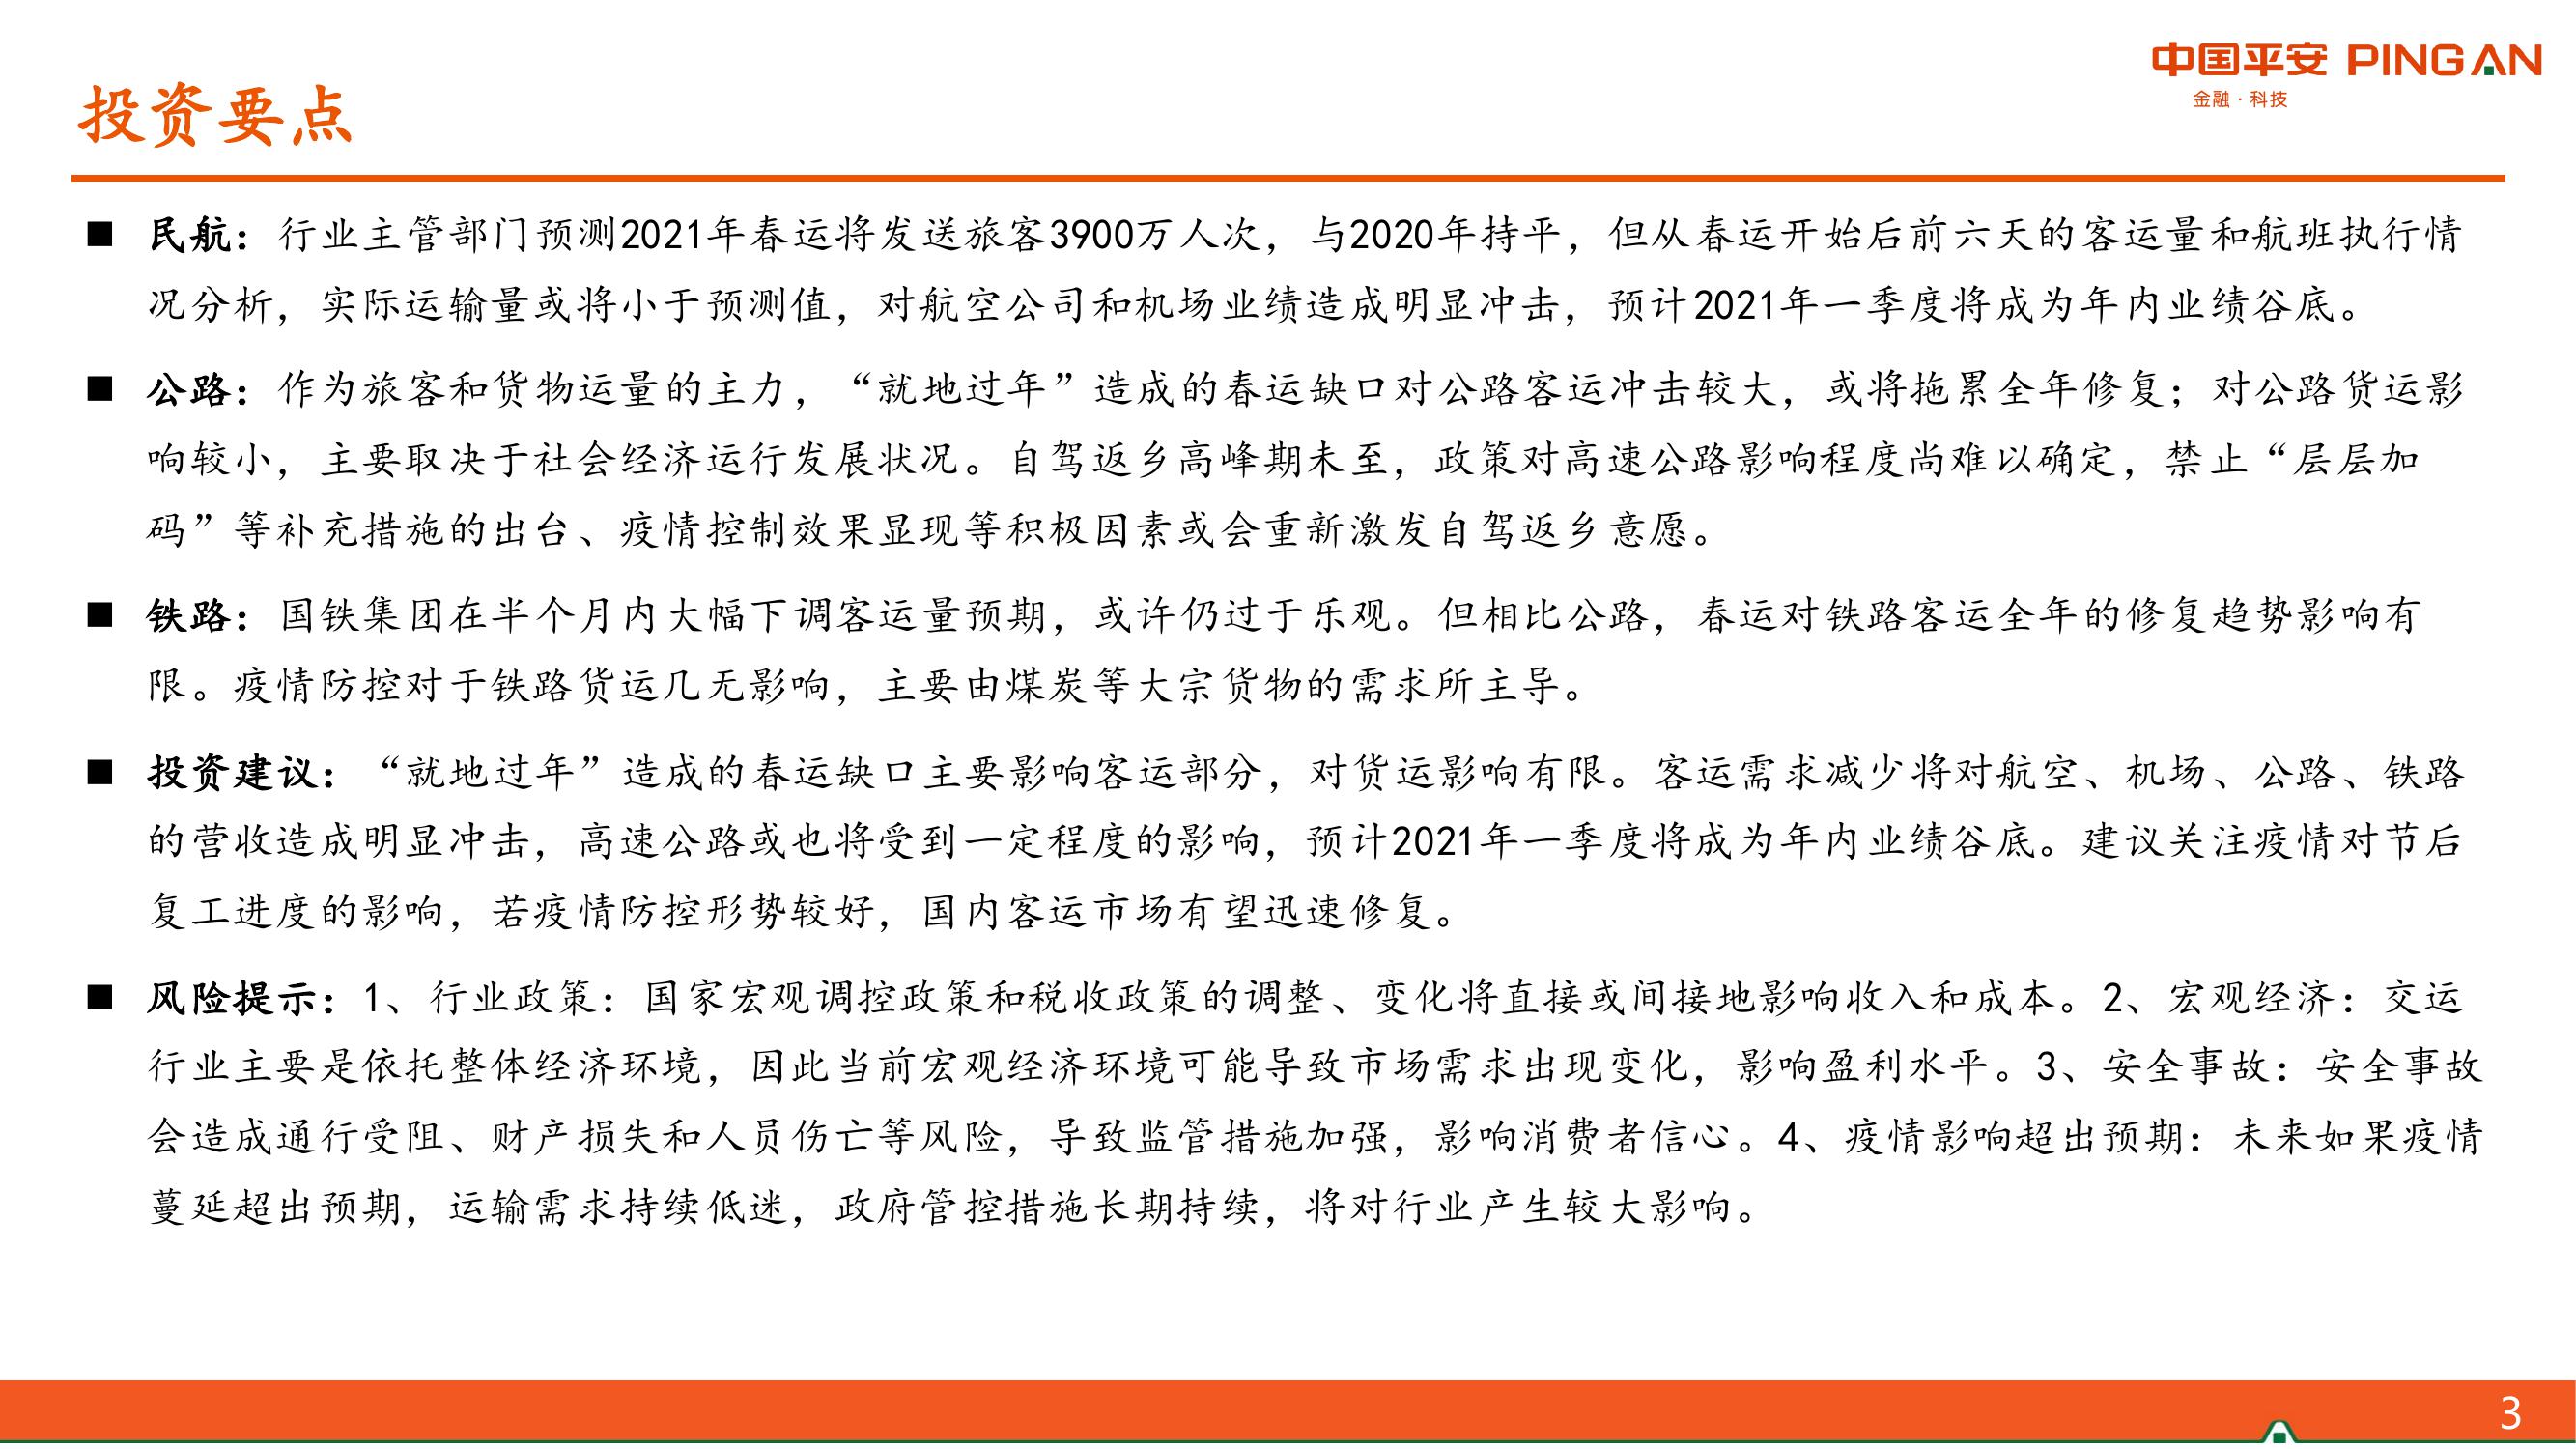 中国平安 PING AN
金融·科技
投资要点
■ 民航：行业主管部门预测2021年春运将发送旅客3900万人次，与2020年持平，但从春运开始后前六天的客运量和航班执行情
况分析，实际运输量或将小于预测值，对航空公司和机场业绩造成明显冲击，预计2021年一季度将成为年内业绩谷底。
■ 公路：作为旅客和货物运量的主力，“就地过年”造成的春运缺口对公路客运冲击较大，或将拖累全年修复；对公路货运影
响较小，主要取决于社会经济运行发展状况。自驾返乡高峰期未至，政策对高速公路影响程度尚难以确定，禁止“层层加
码”等补充措施的出台、疫情控制效果显现等积极因素或会重新激发自驾返乡意愿。
■ 铁路：国铁集团在半个月内大幅下调客运量预期，或许仍过于乐观。但相比公路，春运对铁路客运全年的修复趋势影响有
限。疫情防控对于铁路货运几无影响，主要由煤炭等大宗货物的需求所主导。
■ 投资建议：“就地过年”造成的春运缺口主要影响客运部分，对货运影响有限。客运需求减少将对航空、机场、公路、铁路
的营收造成明显冲击，高速公路或也将受到一定程度的影响，预计2021年一季度将成为年内业绩谷底。建议关注疫情对节后
复工进度的影响，若疫情防控形势较好，国内客运市场有望迅速修复。
■ 风险提示：1、行业政策：国家宏观调控政策和税收政策的调整、变化将直接或间接地影响收入和成本。2、宏观经济：交运
行业主要是依托整体经济环境，因此当前宏观经济环境可能导致市场需求出现变化，影响盈利水平。3、安全事故：安全事故
会造成通行受阻、财产损失和人员伤亡等风险，导致监管措施加强，影响消费者信心。4、疫情影响超出预期：未来如果疫情
蔓延超出预期，运输需求持续低迷，政府管控措施长期持续，将对行业产生较大影响。
3